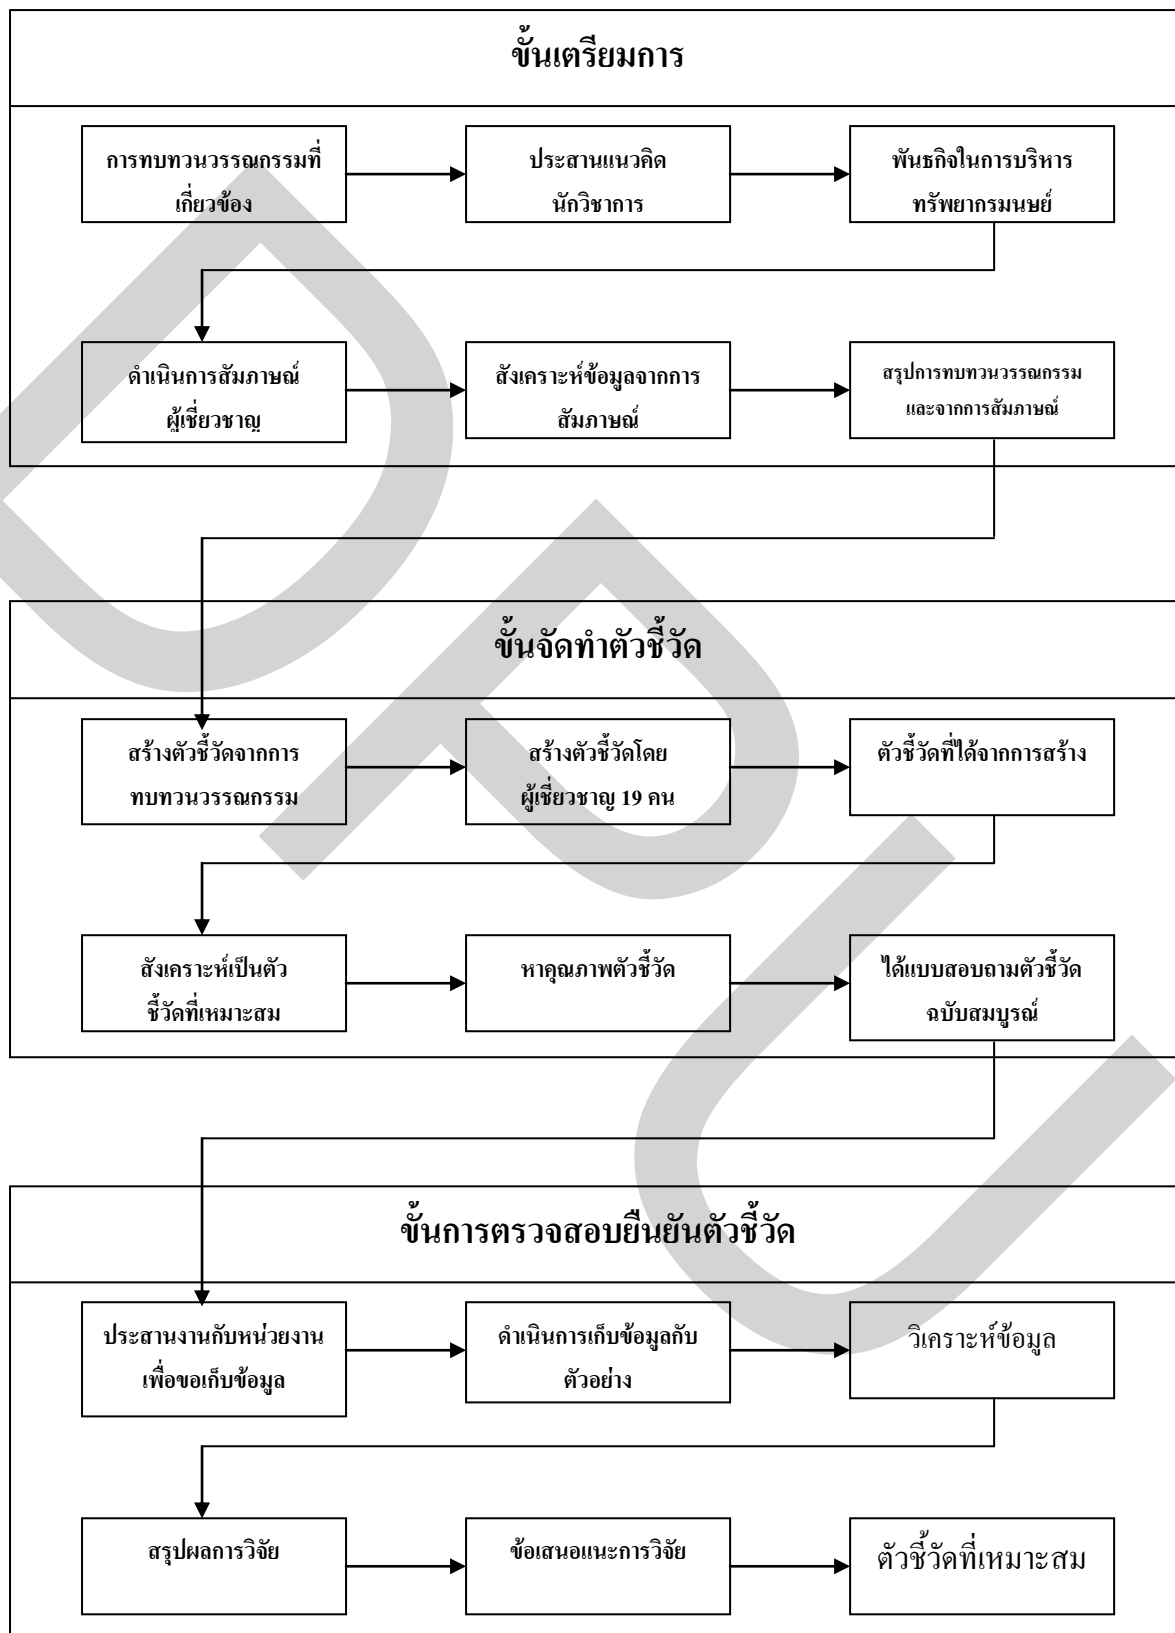 ขั้นเตรียมการ
การทบทวนวรรณกรรมที่
เกี่ยวข้อง
ประสานแนวคิด
นักวิชาการ
พันธกิจในการบริหาร
ทรัพยากรมนษย์
ดำเนินการสัมภาษณ์
ผู้เชี่ยวชาญ
สังเคราะห์ข้อมูลจากการ
สัมภาษณ์
สรุปการทบทวนวรรณกรรม
และจากการสัมภาษณ์
ขั้นจัดทำตัวชี้วัด
สร้างตัวชี้วัดจากการ
ทบทวนวรรณกรรม
สร้างตัวชี้วัดโดย
ผู้เชี่ยวชาญ 19 คน
ตัวชี้วัดที่ได้จากการสร้าง
สังเคราะห์เป็นตัว
ชี้วัดที่เหมาะสม
หาคุณภาพตัวชี้วัด
ได้แบบสอบถามตัวชี้วัด
ฉบับสมบูรณ์
ขั้นการตรวจสอบยืนยันตัวชี้วัด
ประสานงานกับหน่วยงาน
เพื่อขอเก็บข้อมูล
ดำเนินการเก็บข้อมูลกับ
ตัวอย่าง
วิเคราะห์ข้อมูล
สรุปผลการวิจัย
ข้อเสนอแนะการวิจัย
ตัวชี้วัดที่เหมาะสม
DPU